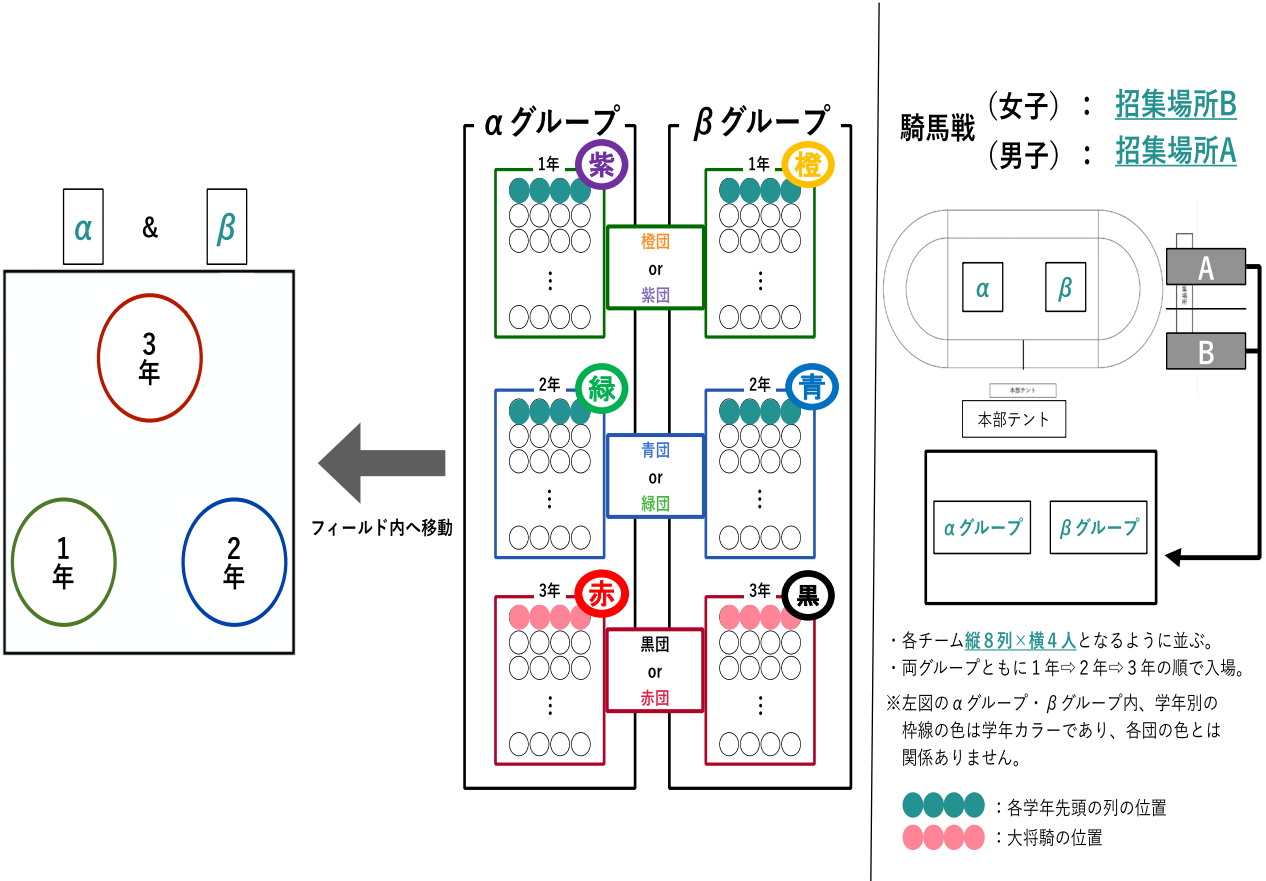 α
&
β
3
年
1
年
2
年
フィールド内へ移動
αグループ
1年
紫
2年
緑
3年
赤
βグループ
1年
橙
2年
青
3年
黒
橙団
or
紫団
青団
or
緑団
黒団
or
赤団
騎馬戦
（女子）： 招集場所B
（男子）： 招集場所A
α
β
A
B
本部テント
本部テント
αグループ
βグループ
・各チーム縦８列×横４人となるように並ぶ。
・両グループともに１年⇨２年⇨３年の順で入場。
※左図のαグループ・βグループ内、学年別の
枠線の色は学年カラーであり、各団の色とは
関係ありません。
：各学年先頭の列の位置
：大将騎の位置